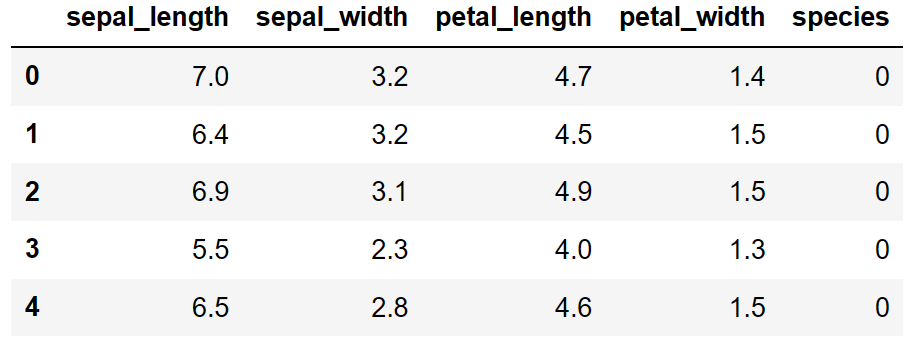 sepal_length sepal_width petal_length petal_width species
0 7.0 3.2 4.7 1.4 0
1 6.4 3.2 4.5 1.5 0
2 6.9 3.1 4.9 1.5 0
3 5.5 2.3 4.0 1.3 0
4 6.5 2.8 4.6 1.5 0